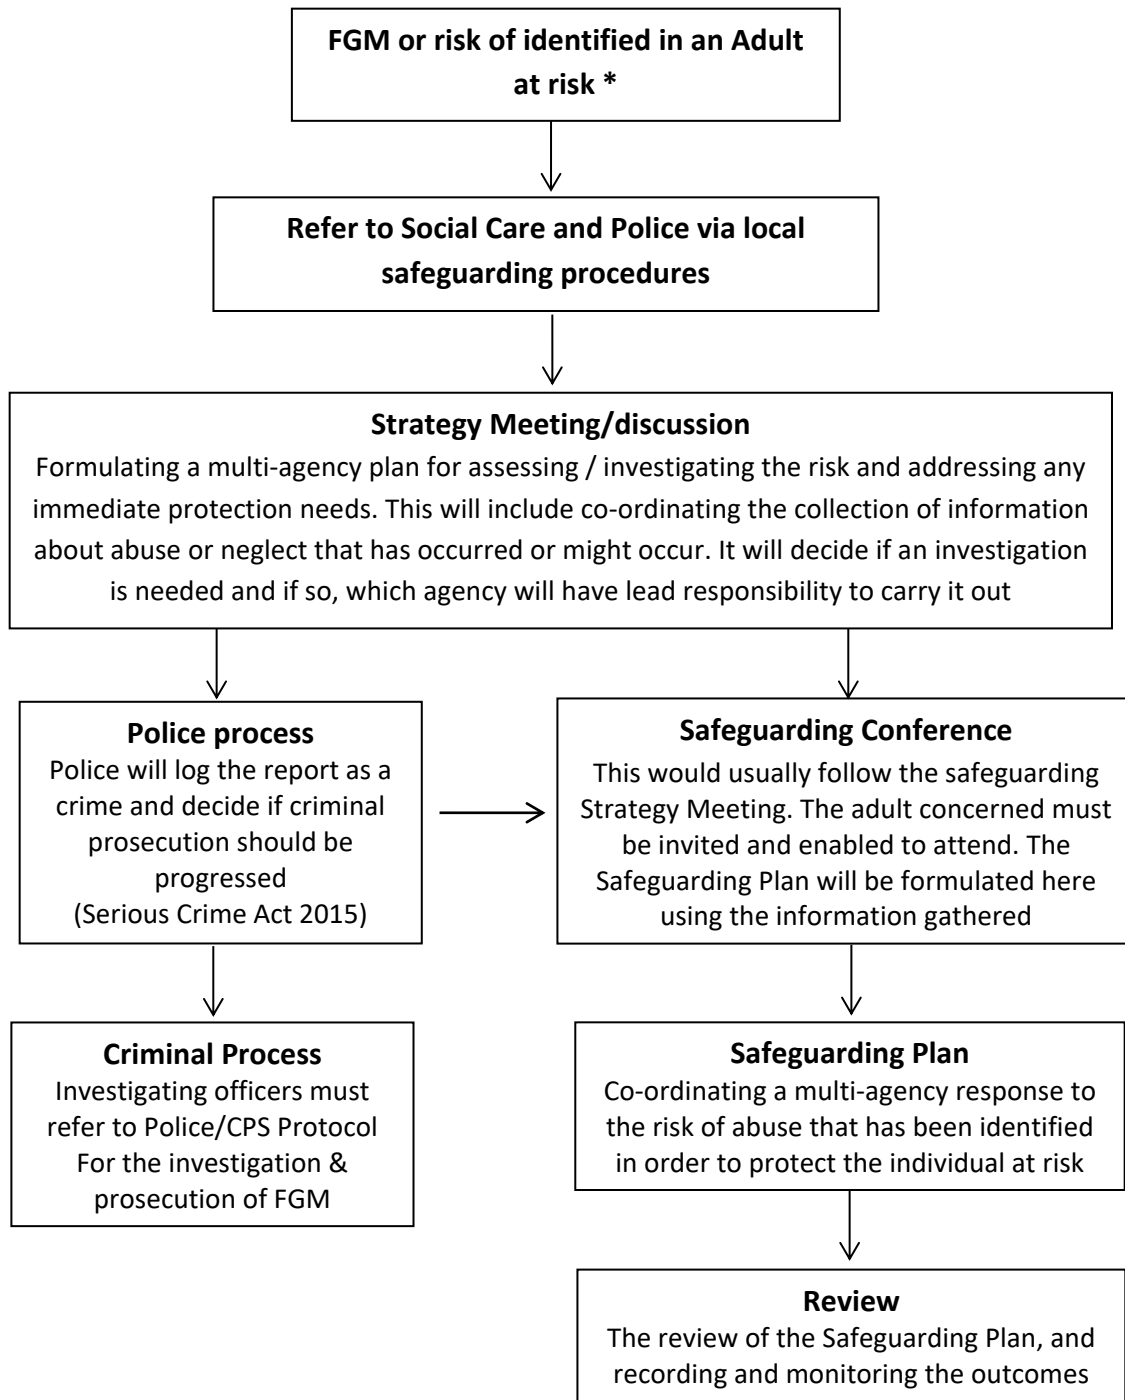 FGM or risk of identified in an Adult
at risk *
Refer to Social Care and Police via local
safeguarding procedures
Strategy Meeting/discussion
Formulating a multi-agency plan for assessing / investigating the risk and addressing any
immediate protection needs. This will include co-ordinating the collection of information
about abuse or neglect that has occurred or might occur. It will decide if an investigation
is needed and if so, which agency will have lead responsibility to carry it out
Police process
Police will log the report as a
crime and decide if criminal
prosecution should be
progressed
(Serious Crime Act 2015)
Safeguarding Conference
This would usually follow the safeguarding
Strategy Meeting. The adult concerned must
be invited and enabled to attend. The
Safeguarding Plan will be formulated here
using the information gathered
Criminal Process
Investigating officers must
refer to Police/CPS Protocol
For the investigation &
prosecution of FGM
Safeguarding Plan
Co-ordinating a multi-agency response to
the risk of abuse that has been identified
in order to protect the individual at risk
Review
The review of the Safeguarding Plan, and
recording and monitoring the outcomes